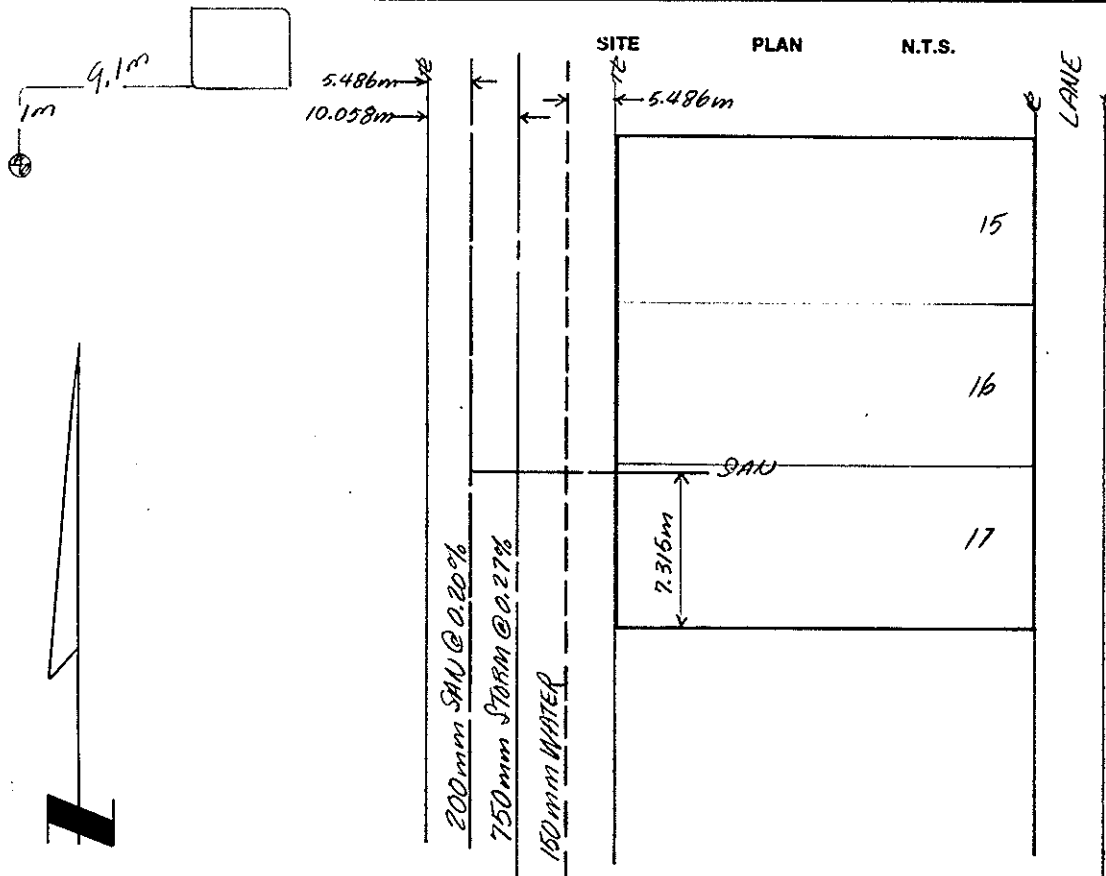 SITE PLAN N.T.S.
9.1m
1m
5.486m
10.058m
5.486m
LANE
15
16
SAN
17
7.316m
200mm SAN @ 0.20%
750mm STORM @ 0.27%
150mm WATER